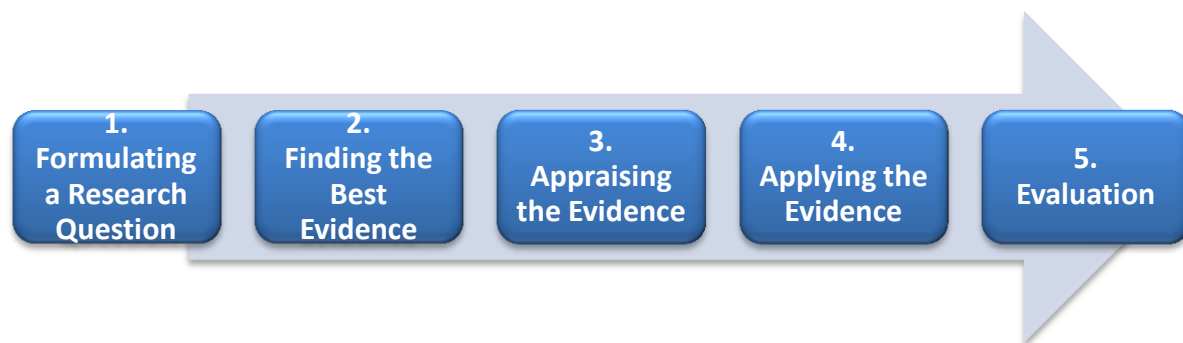 1.
Formulating
a Research
Question
2.
Finding the
Best
Evidence
3.
Appraising
the Evidence
4.
Applying the
Evidence
5.
Evaluation